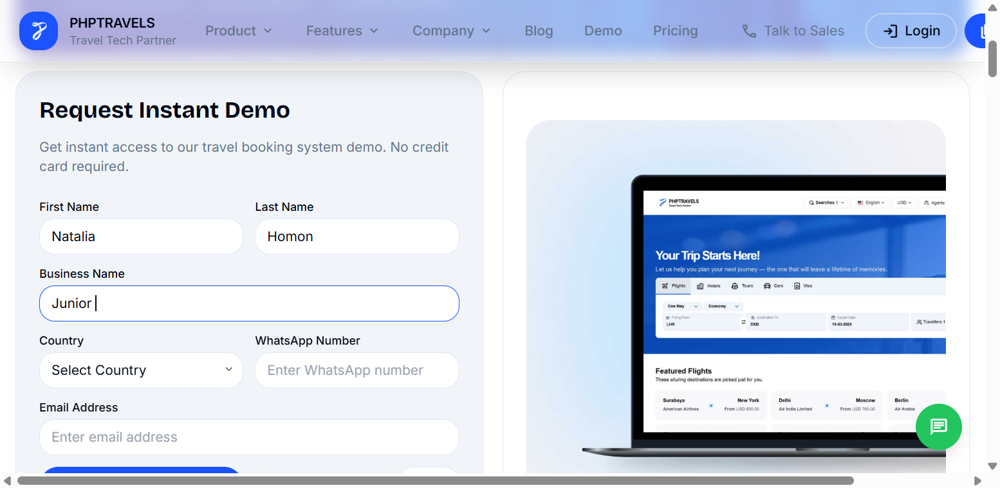 PHPTRAVELS
Travel Tech Partner
Product
Features
Company
Blog
Demo
Pricing
Talk to Sales
Login
Request Instant Demo
Get instant access to our travel booking system demo. No credit
card required.
First Name
Last Name
Natalia
Homon
Business Name
Junior
Country
WhatsApp Number
Select Country
Enter WhatsApp number
Email Address
Enter email address
PHPTRAVELS
Travel Tech Partner
Searches 1
English
USD
Agents
Your Trip Starts Here!
Let us help you plan your next journey — the one that will leave a lifetime of memories.
Flights
Hotels
Tours
Cars
Visa
One Way
Economy
Flying From
LHR
Destination To
DXB
Depart Date
19-03-2025
Travellers 1
Featured Flights
These alluring destinations are picked just for you.
Surabaya
New York
American Airlines
From USD 800.00
Delhi
Moscow
Air India Limited
From USD 760.00
Berlin
Air Arabia